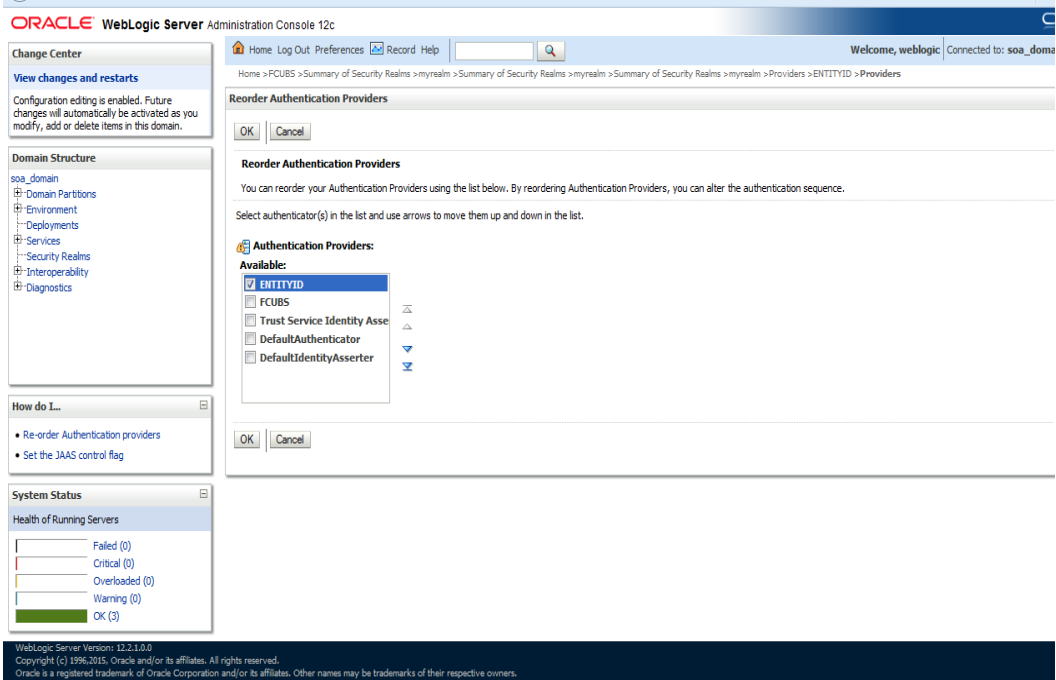 ORACLE WebLogic Server Administration Console 12c
Change Center
View changes and restarts
Configuration editing is enabled. Future
changes will automatically be activated as you
modify, add or delete items in this domain.
Domain Structure
soa_domain
Domain Partitions
Environment
Deployments
Services
Security Realms
Interoperability
Diagnostics
How do I...
Re-order Authentication providers
Set the JAAS control flag
System Status
Health of Running Servers
Failed (0)
Critical (0)
Overloaded (0)
Warning (0)
OK (3)
Home Log Out Preferences Record Help
Welcome, weblogic Connected to: soa_doma
Home >FCUBS >Summary of Security Realms >myrealm >Summary of Security Realms >myrealm >Summary of Security Realms >myrealm >Providers >ENTITYID >Providers
Reorder Authentication Providers
OK Cancel
Reorder Authentication Providers
You can reorder your Authentication Providers using the list below. By reordering Authentication Providers, you can alter the authentication sequence.
Select authenticator(s) in the list and use arrows to move them up and down in the list.
Authentication Providers:
Available:
ENTITYID
FCUBS
Trust Service Identity Asse
DefaultAuthenticator
DefaultIdentityAsserter
OK Cancel
WebLogic Server Version: 12.2.1.0.0
Copyright (c) 1996,2015, Oracle and/or its affiliates. All rights reserved.
Oracle is a registered trademark of Oracle Corporation and/or its affiliates. Other names may be trademarks of their respective owners.